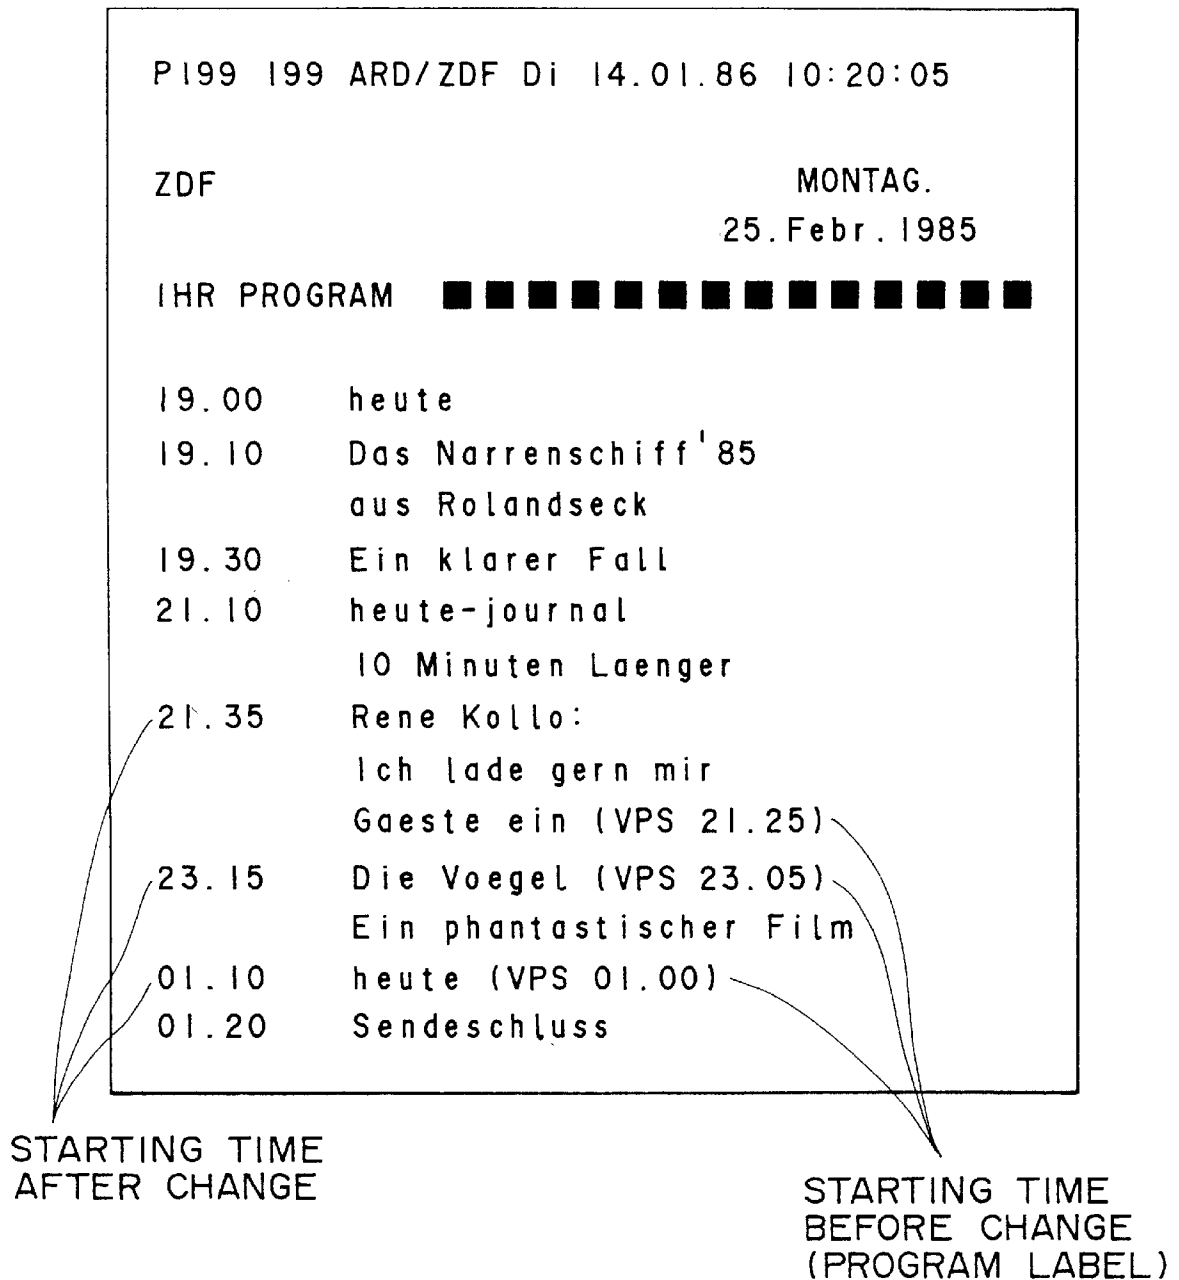 P199 199 ARD/ZDF Di 14.01.86 10:20:05
ZDF MONTAG.
25.Febr.1985
IHR PROGRAM
19.00 heute
19.10 Das Narrenschiff'85
aus Rolandseck
19.30 Ein klarer Fall
21.10 heute-journal
10 Minuten Laenger
21.35 Rene Kollo:
Ich lade gern mir
Gaeste ein (VPS 21.25)
23.15 Die Voegel (VPS 23.05)
Ein phantastischer Film
01.10 heute (VPS 01.00)
01.20 Sendeschluss
STARTING TIME
AFTER CHANGE
STARTING TIME
BEFORE CHANGE
(PROGRAM LABEL)